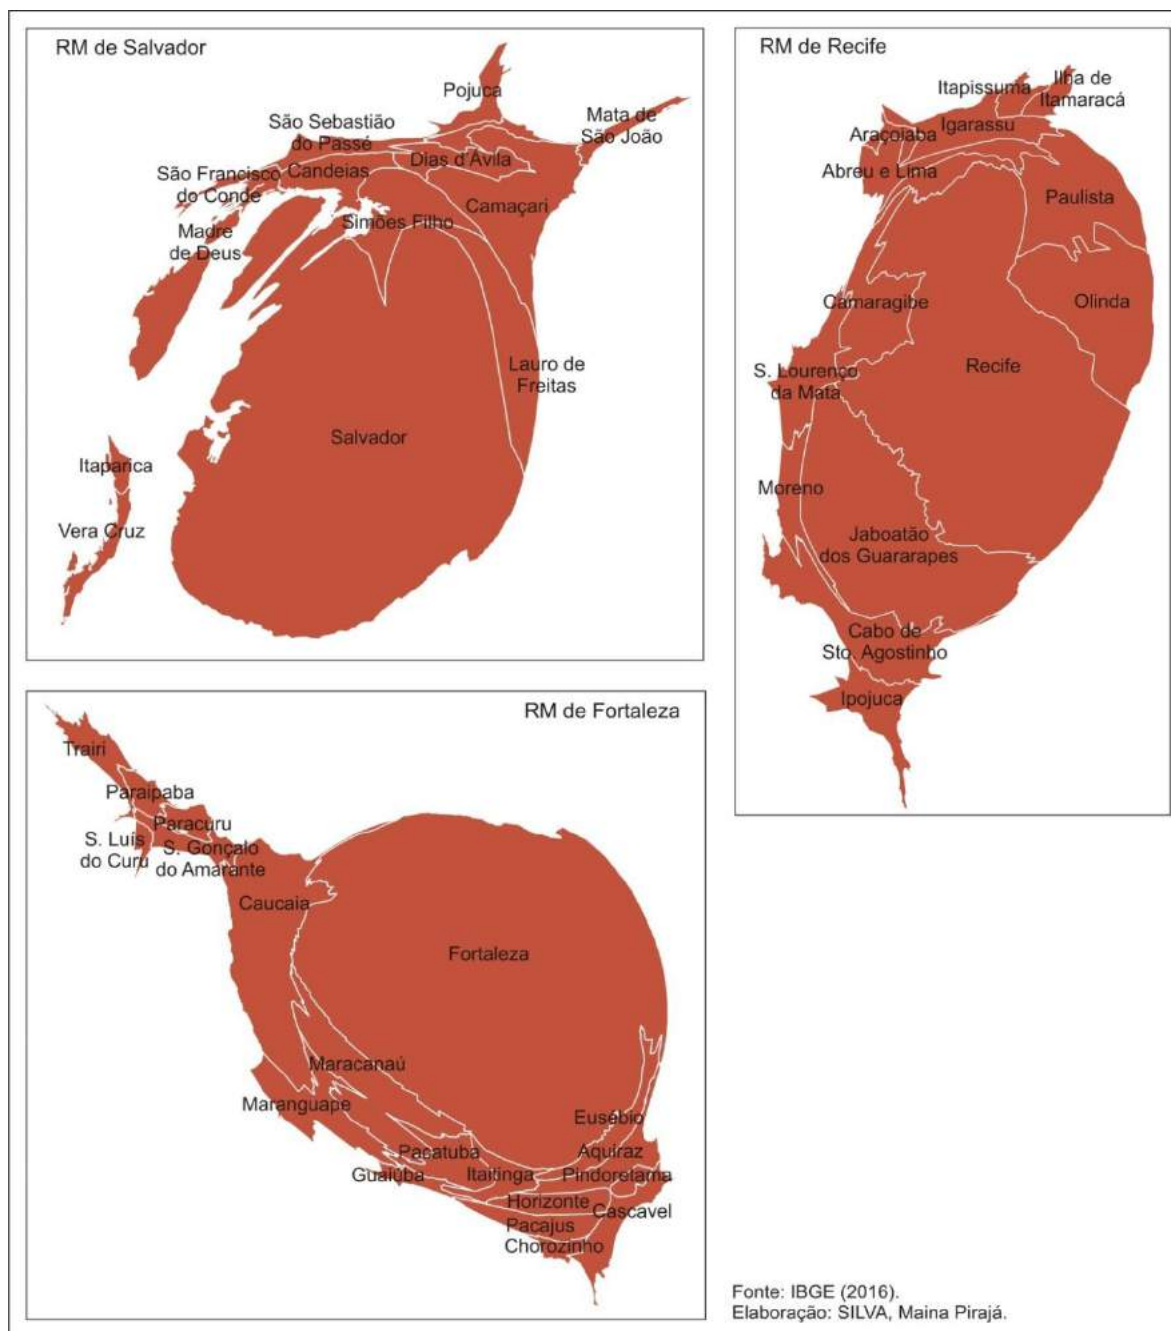 RM de Salvador
Pojuca
Mata de
São João
São Sebastião
do Passé
Dias d'Ávila
São Francisco
do Conde
Candeias
Camaçari
Simões Filho
Madre
de Deus
Lauro de
Freitas
Salvador
Itaparica
Vera Cruz
RM de Recife
Itapissuma
Ilha de
Itamaracá
Araçoiaba
Igarassu
Abreu e Lima
Paulista
Camaragibe
Olinda
S. Lourenço
da Mata
Recife
Moreno
Jaboatão
dos Guararapes
Cabo de
Sto. Agostinho
Ipojuca
RM de Fortaleza
Trairi
Paraipaba
Paracuru
S. Luís
do Curu
S. Gonçalo
do Amarante
Caucaia
Fortaleza
Maracanaú
Maranguape
Eusébio
Pacatuba
Aquiraz
Guaiúba
Itaitinga
Pindoretama
Horizonte
Cascavel
Pacajus
Chorozinho
Fonte: IBGE (2016).
Elaboração: SILVA, Maina Pirajá.